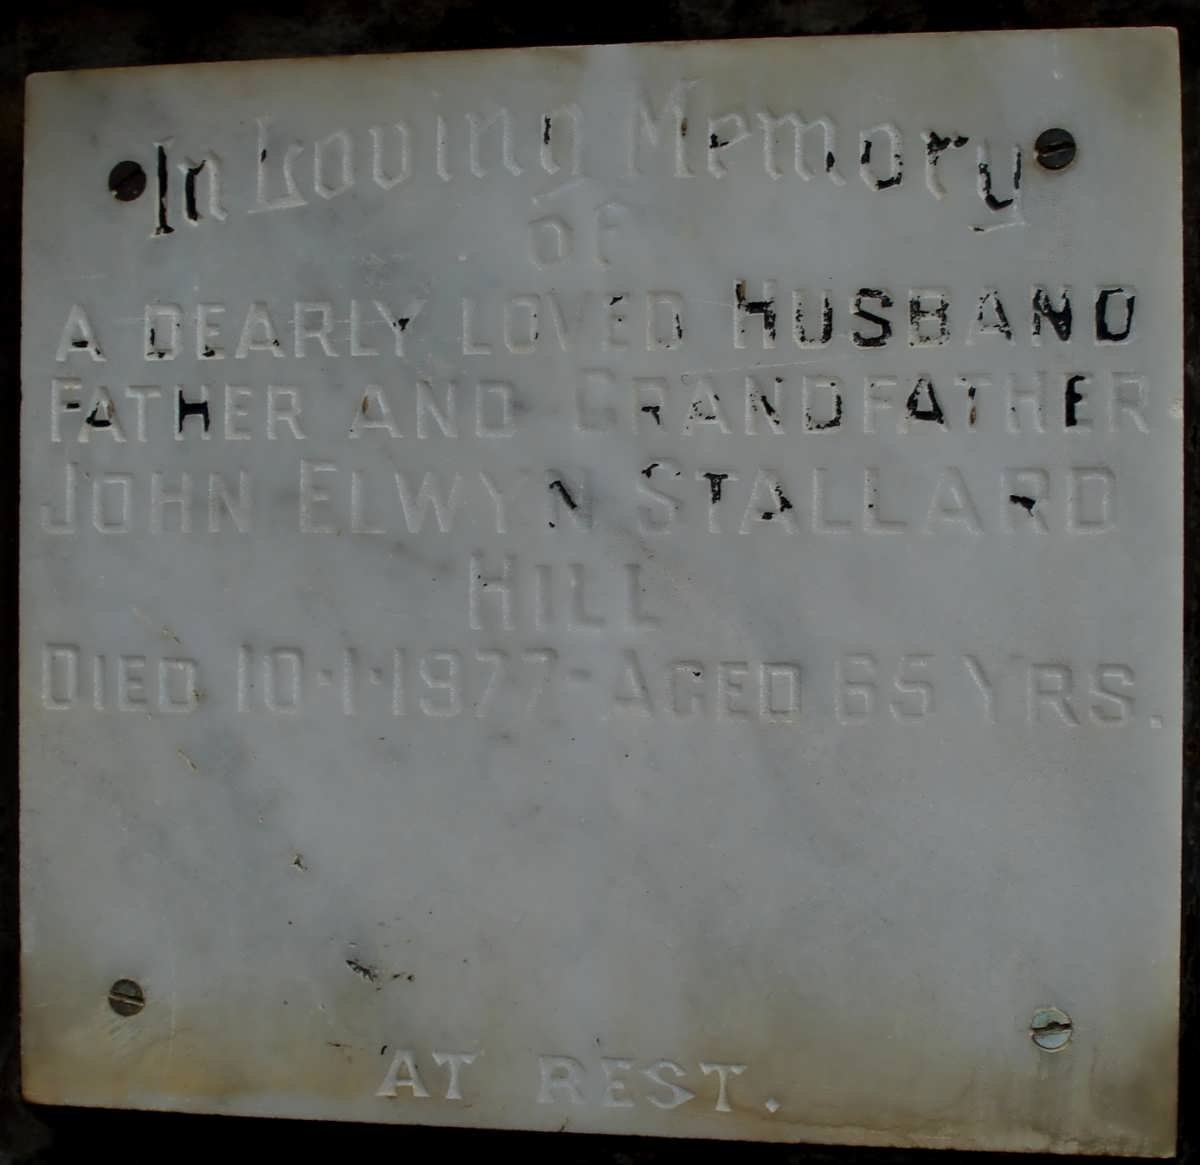 In Loving Memory
of
A DEARLY LOVED HUSBAND
FATHER AND GRANDFATHER
JOHN ELWYN STALLARD
HILL
DIED 10·1·1977- AGED 65 YRS.
AT REST.